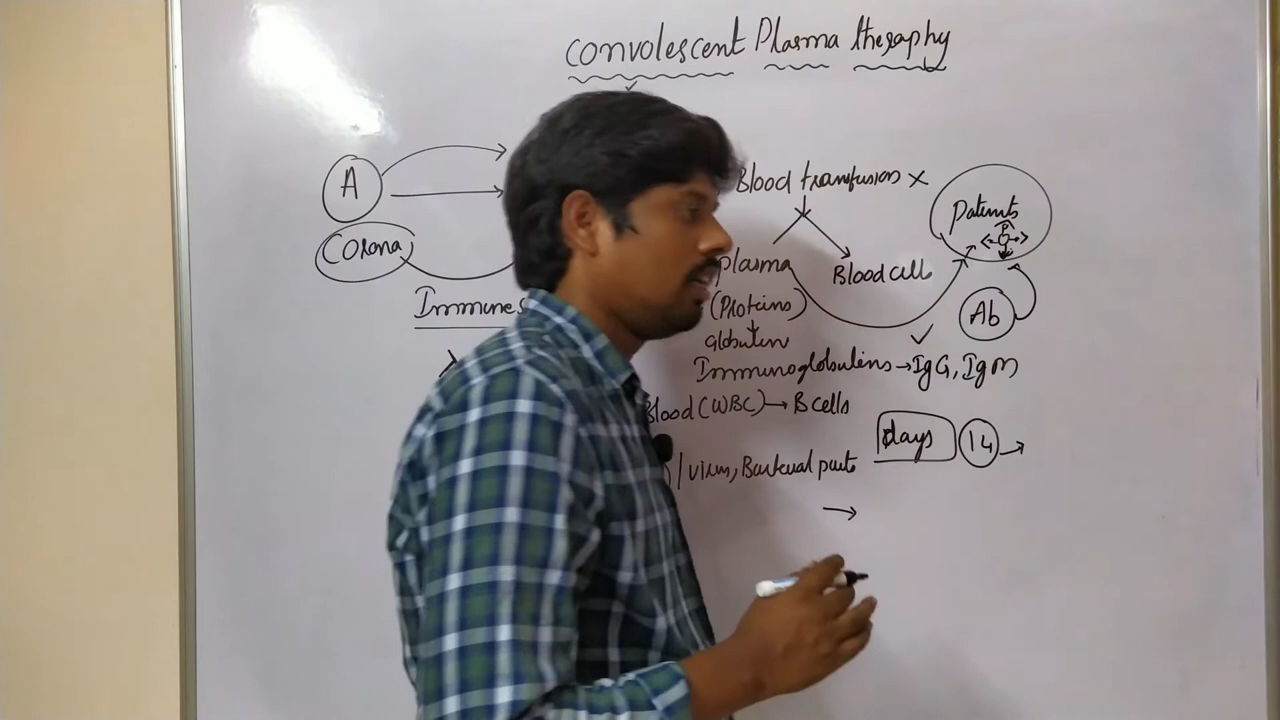 convolescent Plasma theraphy
A
Blood transfusion ×
Patients
Corona
Plasma
Blood cell
Immunes
(Proteins)
Ab
globulin
Immunoglobulins → IgG, IgM
Blood (WBC) → B cells
days 14 →
/ virus, Bacterial parts
→